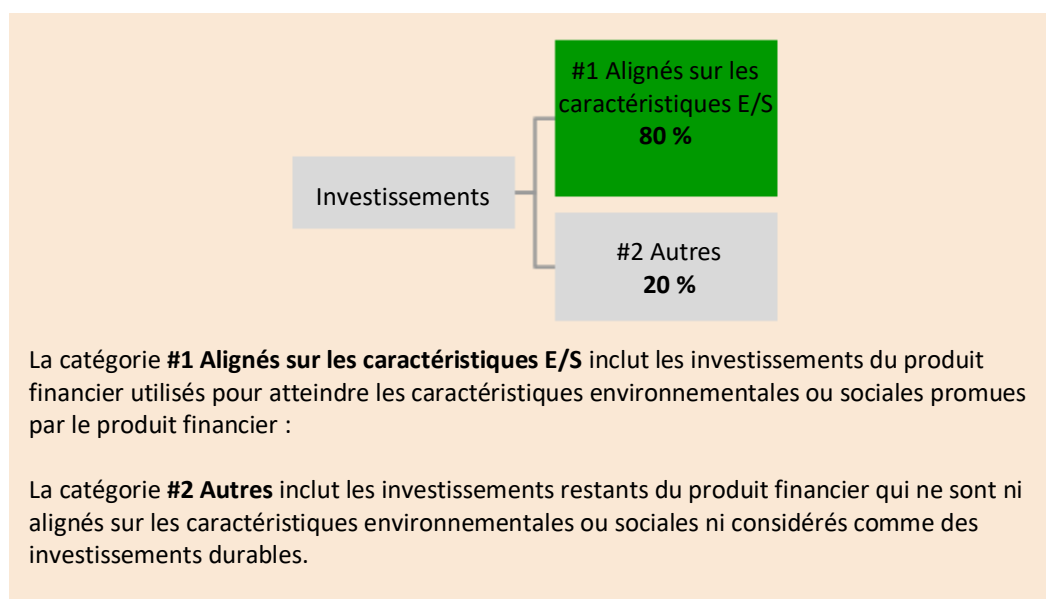 #1 Alignés sur les
caractéristiques E/S
80 %
Investissements
#2 Autres
20 %
La catégorie #1 Alignés sur les caractéristiques E/S inclut les investissements du produit
financier utilisés pour atteindre les caractéristiques environnementales ou sociales promues
par le produit financier :
La catégorie #2 Autres inclut les investissements restants du produit financier qui ne sont ni
alignés sur les caractéristiques environnementales ou sociales ni considérés comme des
investissements durables.